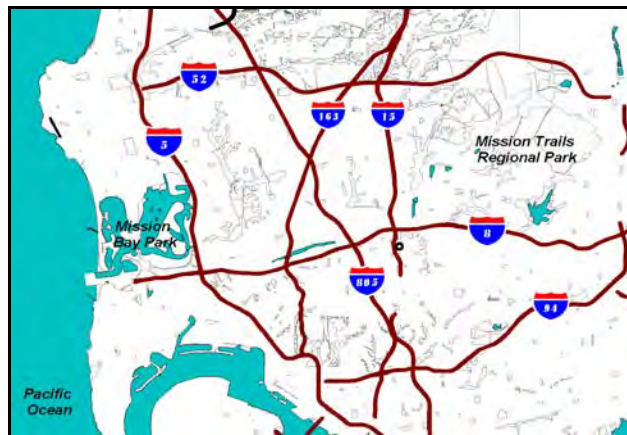 52
163
15
5
Mission Trails
Regional Park
Mission
Bay Park
8
805
94
Pacific
Ocean